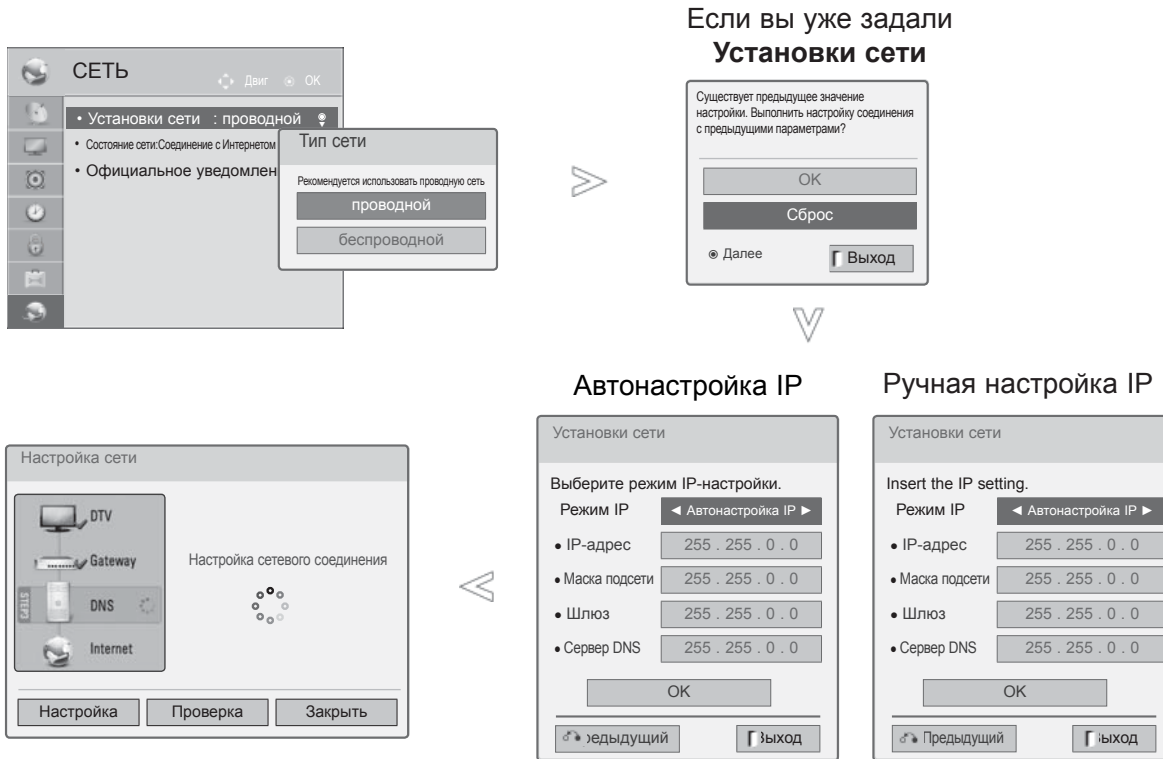 Если вы уже задали
Установки сети
СЕТЬ
Двиг OK
• Установки сети : проводной
• Состояние сети:Соединение с Интернетом
• Официальное уведомлен
Тип сети
Рекомендуется использовать проводную сеть
проводной
беспроводной
Существует предыдущее значение
настройки. Выполнить настройку соединения
с предыдущими параметрами?
OK
Сброс
Далее
Выход
Автонастройка IP
Установки сети
Выберите режим IP-настройки.
Режим IP ◄ Автонастройка IP ►
• IP-адрес 255 . 255 . 0 . 0
• Маска подсети 255 . 255 . 0 . 0
• Шлюз 255 . 255 . 0 . 0
• Сервер DNS 255 . 255 . 0 . 0
OK
редыдущий
Зыход
Ручная настройка IP
Установки сети
Insert the IP setting.
Режим IP ◄ Автонастройка IP ►
• IP-адрес 255 . 255 . 0 . 0
• Маска подсети 255 . 255 . 0 . 0
• Шлюз 255 . 255 . 0 . 0
• Сервер DNS 255 . 255 . 0 . 0
OK
Предыдущий
ыход
Настройка сети
DTV
Gateway
STEP3
DNS
Internet
Настройка сетевого соединения
Настройка
Проверка
Закрыть